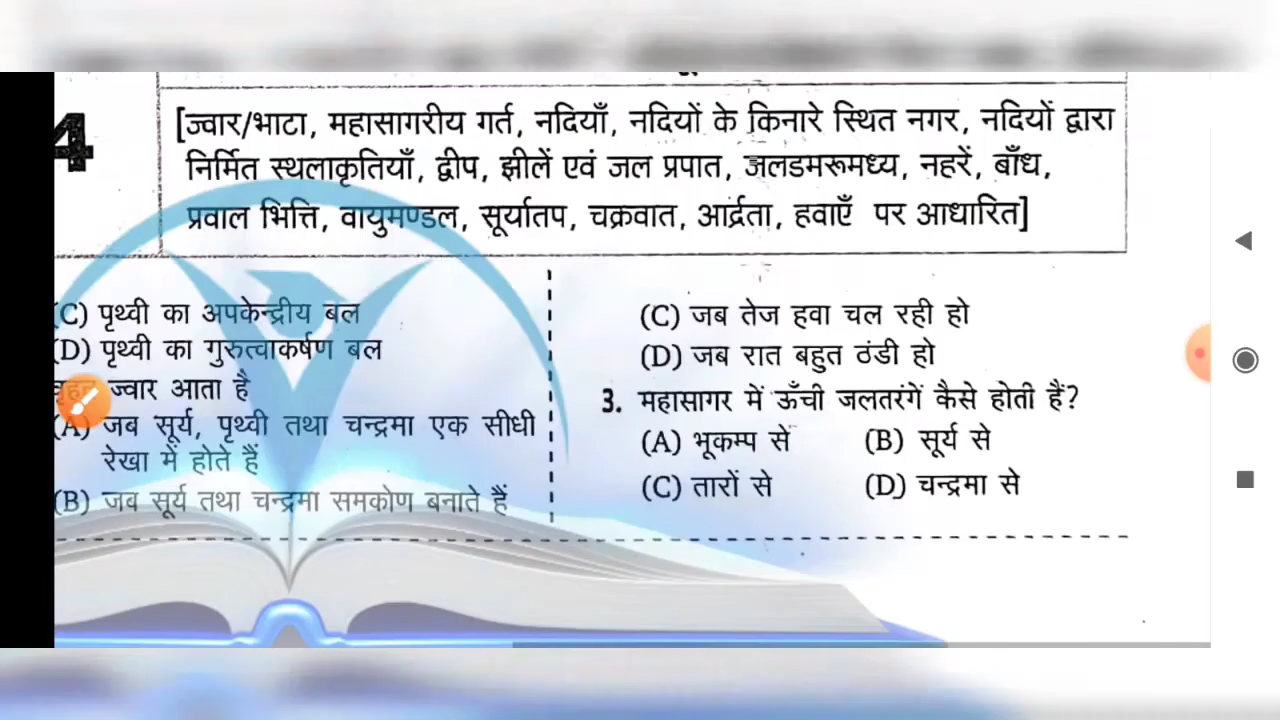 4
[ज्वार/भाटा, महासागरीय गर्त, नदियाँ, नदियों के किनारे स्थित नगर, नदियों द्वारा
निर्मित स्थलाकृतियाँ, द्वीप, झीलें एवं जल प्रपात, जलडमरूमध्य, नहरें, बाँध,
प्रवाल भित्ति, वायुमण्डल, सूर्यातप, चक्रवात, आर्द्रता, हवाएँ पर आधारित]
(C) पृथ्वी का अपकेन्द्रीय बल
(D) पृथ्वी का गुरुत्वाकर्षण बल
ज्वार आता है
(A) जब सूर्य, पृथ्वी तथा चन्द्रमा एक सीधी
रेखा में होते हैं
(B) जब सूर्य तथा चन्द्रमा समकोण बनाते हैं
(C) जब तेज हवा चल रही हो
(D) जब रात बहुत ठंडी हो
3. महासागर में ऊँची जलतरंगें कैसे होती हैं?
(A) भूकम्प से (B) सूर्य से
(C) तारों से (D) चन्द्रमा से